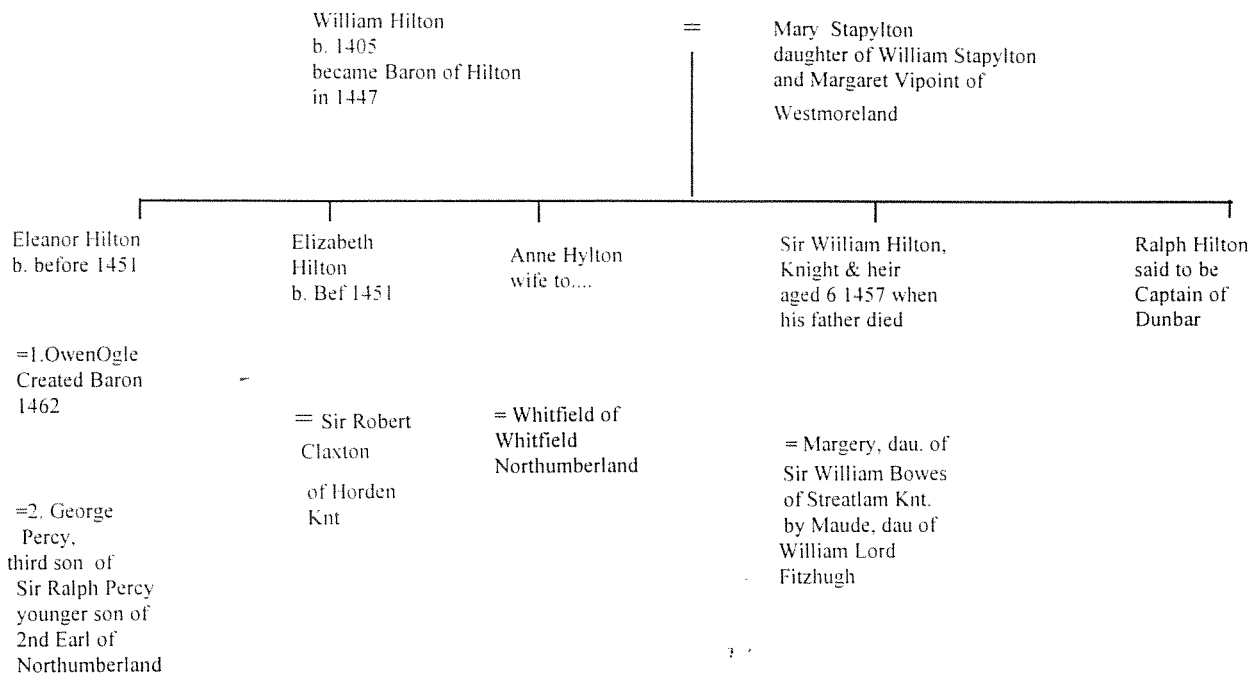 William Hilton
b. 1405
became Baron of Hilton
in 1447
=
Mary Stapylton
daughter of William Stapylton
and Margaret Vipoint of
Westmoreland
Eleanor Hilton
b. before 1451
=1.OwenOgle
Created Baron
1462
=2. George
Percy,
third son of
Sir Ralph Percy
younger son of
2nd Earl of
Northumberland
Elizabeth
Hilton
b. Bef 1451
= Sir Robert
Claxton
of Horden
Knt
Anne Hylton
wife to....
= Whitfield of
Whitfield
Northumberland
Sir Wiiliam Hilton,
Knight & heir
aged 6 1457 when
his father died
= Margery, dau. of
Sir William Bowes
of Streatlam Knt.
by Maude, dau of
William Lord
Fitzhugh
Ralph Hilton
said to be
Captain of
Dunbar